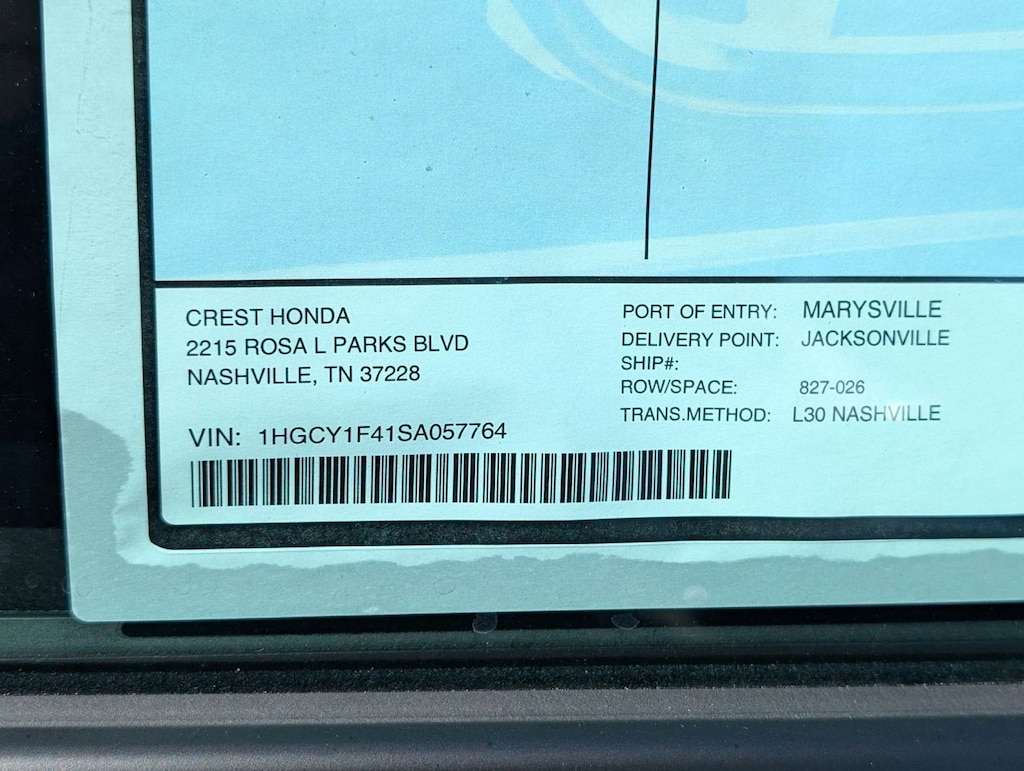 CREST HONDA
2215 ROSA L PARKS BLVD
NASHVILLE, TN 37228
VIN: 1HGCY1F41SA057764
PORT OF ENTRY: MARYSVILLE
DELIVERY POINT: JACKSONVILLE
SHIP#:
ROW/SPACE: 827-026
TRANS.METHOD: L30 NASHVILLE